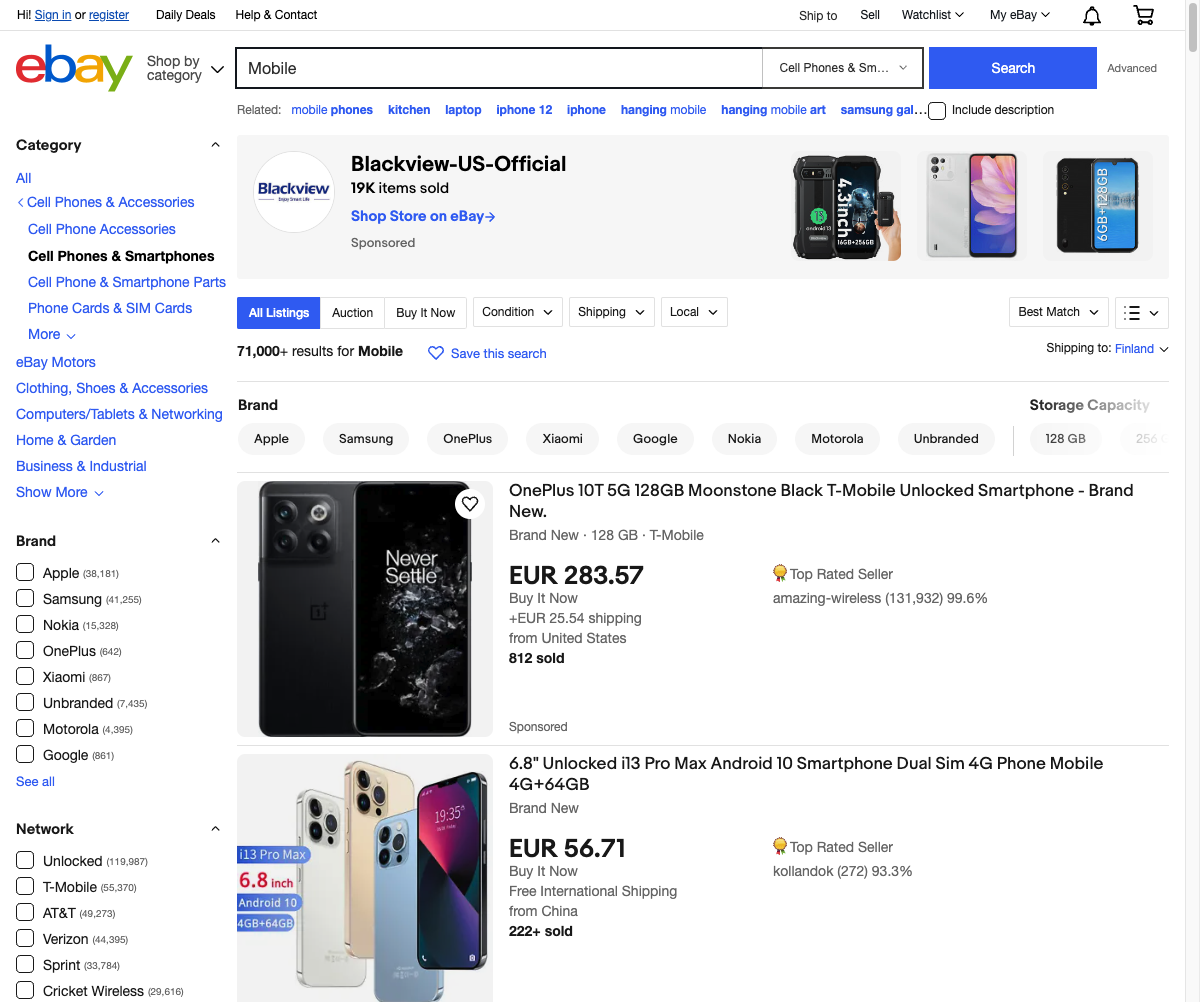 Hi! Sign in or register
Daily Deals
Help & Contact
Ship to
Sell
Watchlist
My eBay
ebay
Shop by
category
Mobile
Cell Phones & Sm...
Search
Advanced
Related: mobile phones kitchen laptop iphone 12 iphone hanging mobile hanging mobile art samsung gal...
Include description
Category
All
Cell Phones & Accessories
Cell Phone Accessories
Cell Phones & Smartphones
Cell Phone & Smartphone Parts
Phone Cards & SIM Cards
More
eBay Motors
Clothing, Shoes & Accessories
Computers/Tablets & Networking
Home & Garden
Business & Industrial
Show More
Brand
Apple (38,181)
Samsung (41,255)
Nokia (15,328)
OnePlus (642)
Xiaomi (867)
Unbranded (7,435)
Motorola (4,395)
Google (861)
See all
Network
Unlocked (119,987)
T-Mobile (55,370)
AT&T (49,273)
Verizon (44,395)
Sprint (33,784)
Cricket Wireless (29,616)
Blackview
Enjoy Smart Life
Blackview-US-Official
19K items sold
Shop Store on eBay→
Sponsored
4.3inch
android 13
16GB+256GB
6GB+128GB
All Listings
Auction
Buy It Now
Condition
Shipping
Local
Best Match
71,000+ results for Mobile
Save this search
Shipping to: Finland
Brand
Apple
Samsung
OnePlus
Xiaomi
Google
Nokia
Motorola
Unbranded
Storage Capacity
128 GB
256
Never
Settle
OnePlus 10T 5G 128GB Moonstone Black T-Mobile Unlocked Smartphone - Brand
New.
Brand New · 128 GB · T-Mobile
EUR 283.57
Buy It Now
+EUR 25.54 shipping
from United States
812 sold
Top Rated Seller
amazing-wireless (131,932) 99.6%
Sponsored
i13 Pro Max
6.8 inch
Android 10
4GB+64GB
19:35
6.8" Unlocked i13 Pro Max Android 10 Smartphone Dual Sim 4G Phone Mobile
4G+64GB
Brand New
EUR 56.71
Buy It Now
Free International Shipping
from China
222+ sold
Top Rated Seller
kollandok (272) 93.3%